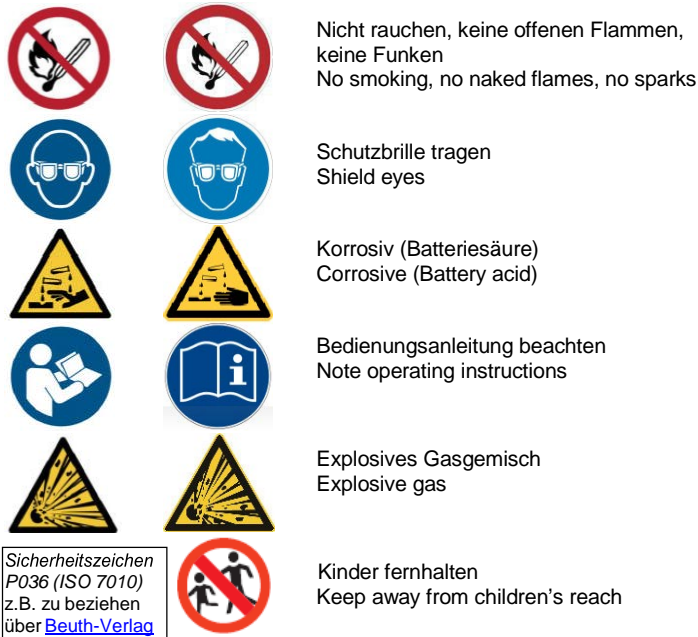 Nicht rauchen, keine offenen Flammen,
keine Funken
No smoking, no naked flames, no sparks
Schutzbrille tragen
Shield eyes
Korrosiv (Batteriesäure)
Corrosive (Battery acid)
Bedienungsanleitung beachten
Note operating instructions
i
Explosives Gasgemisch
Explosive gas
Sicherheitszeichen
P036 (ISO 7010)
z.B. zu beziehen
über Beuth-Verlag
Kinder fernhalten
Keep away from children’s reach